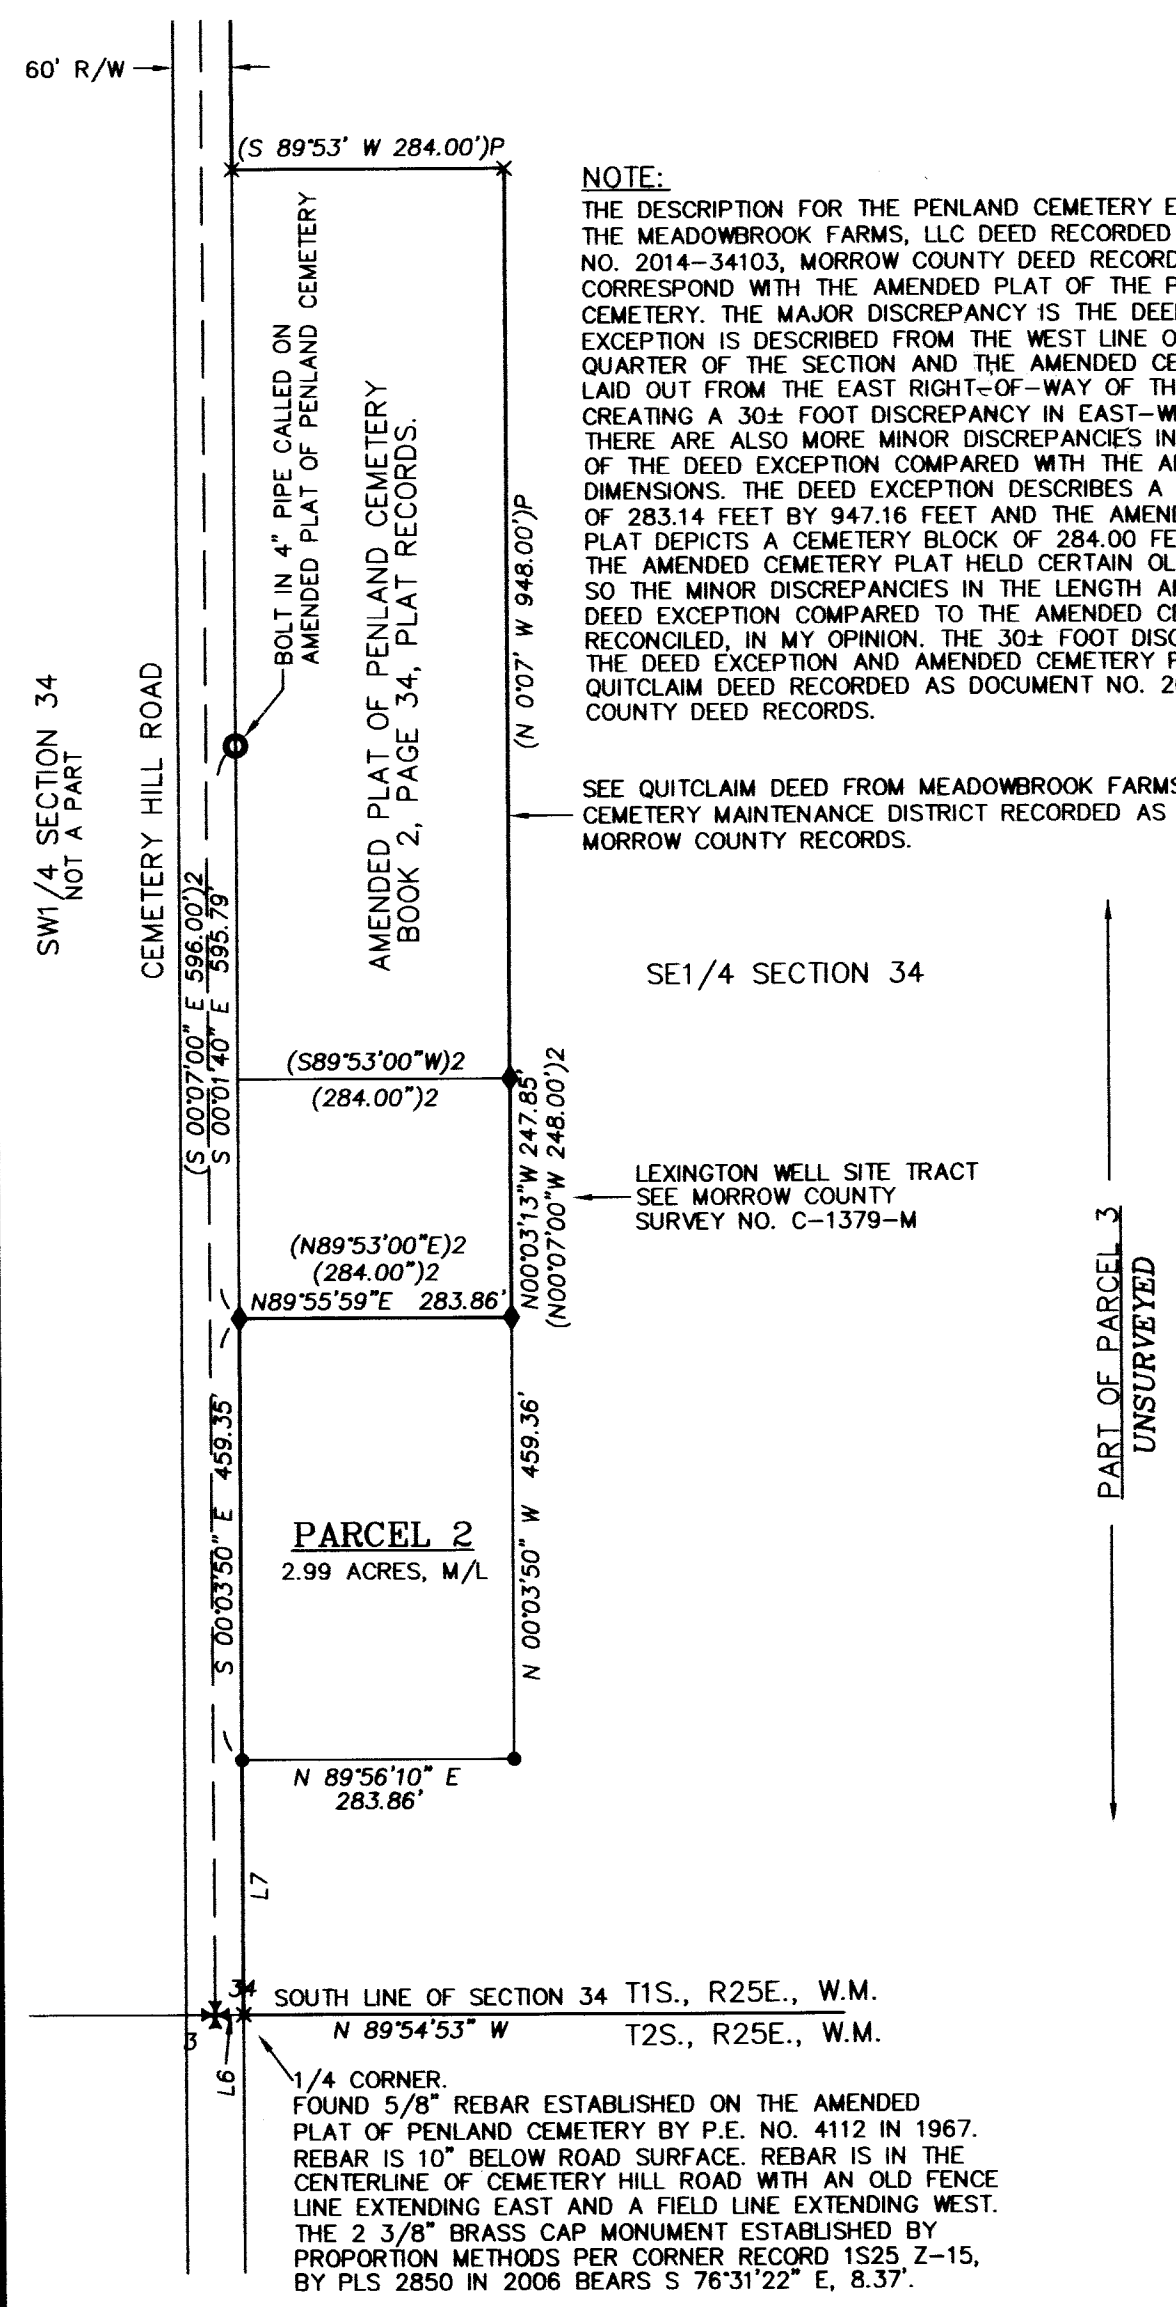 60' R/W
(S 89°53' W 284.00')P
BOLT IN 4" PIPE CALLED ON
AMENDED PLAT OF PENLAND CEMETERY
AMENDED PLAT OF PENLAND CEMETERY
BOOK 2, PAGE 34, PLAT RECORDS.
(N 0°07' W 948.00')P
NOTE:
THE DESCRIPTION FOR THE PENLAND CEMETERY E
THE MEADOWBROOK FARMS, LLC DEED RECORDED
NO. 2014-34103, MORROW COUNTY DEED RECORD
CORRESPOND WITH THE AMENDED PLAT OF THE P
CEMETERY. THE MAJOR DISCREPANCY IS THE DEE
EXCEPTION IS DESCRIBED FROM THE WEST LINE O
QUARTER OF THE SECTION AND THE AMENDED CE
LAID OUT FROM THE EAST RIGHT-OF-WAY OF TH
CREATING A 30± FOOT DISCREPANCY IN EAST-W
THERE ARE ALSO MORE MINOR DISCREPANCIES IN
OF THE DEED EXCEPTION COMPARED WITH THE A
DIMENSIONS. THE DEED EXCEPTION DESCRIBES A
OF 283.14 FEET BY 947.16 FEET AND THE AMEN
PLAT DEPICTS A CEMETERY BLOCK OF 284.00 FE
THE AMENDED CEMETERY PLAT HELD CERTAIN OL
SO THE MINOR DISCREPANCIES IN THE LENGTH A
DEED EXCEPTION COMPARED TO THE AMENDED CE
RECONCILED, IN MY OPINION. THE 30± FOOT DISC
THE DEED EXCEPTION AND AMENDED CEMETERY P
QUITCLAIM DEED RECORDED AS DOCUMENT NO. 2
COUNTY DEED RECORDS.
SEE QUITCLAIM DEED FROM MEADOWBROOK FARMS
CEMETERY MAINTENANCE DISTRICT RECORDED AS
MORROW COUNTY RECORDS.
SW1/4 SECTION 34
NOT A PART
CEMETERY HILL ROAD
(S 00°07'00" E 596.00')2
S 00°01'40" E 595.79'
SE1/4 SECTION 34
(S89°53'00"W)2
(284.00")2
N00°03'13"W 247.85'
(N00°07'00"W 248.00')2
LEXINGTON WELL SITE TRACT
SEE MORROW COUNTY
SURVEY NO. C-1379-M
(N89°53'00"E)2
(284.00")2
N89°55'59"E 283.86'
PART OF PARCEL 3
UNSURVEYED
S 00°03'50" E 459.35'
N 00°03'50" W 459.36'
PARCEL 2
2.99 ACRES, M/L
N 89°56'10" E
283.86'
L7
34
SOUTH LINE OF SECTION 34 T1S., R25E., W.M.
N 89°54'53" W T2S., R25E., W.M.
3
L6
1/4 CORNER.
FOUND 5/8" REBAR ESTABLISHED ON THE AMENDED
PLAT OF PENLAND CEMETERY BY P.E. NO. 4112 IN 1967.
REBAR IS 10" BELOW ROAD SURFACE. REBAR IS IN THE
CENTERLINE OF CEMETERY HILL ROAD WITH AN OLD FENCE
LINE EXTENDING EAST AND A FIELD LINE EXTENDING WEST.
THE 2 3/8" BRASS CAP MONUMENT ESTABLISHED BY
PROPORTION METHODS PER CORNER RECORD 1S25 Z-15,
BY PLS 2850 IN 2006 BEARS S 76°31'22" E, 8.37'.